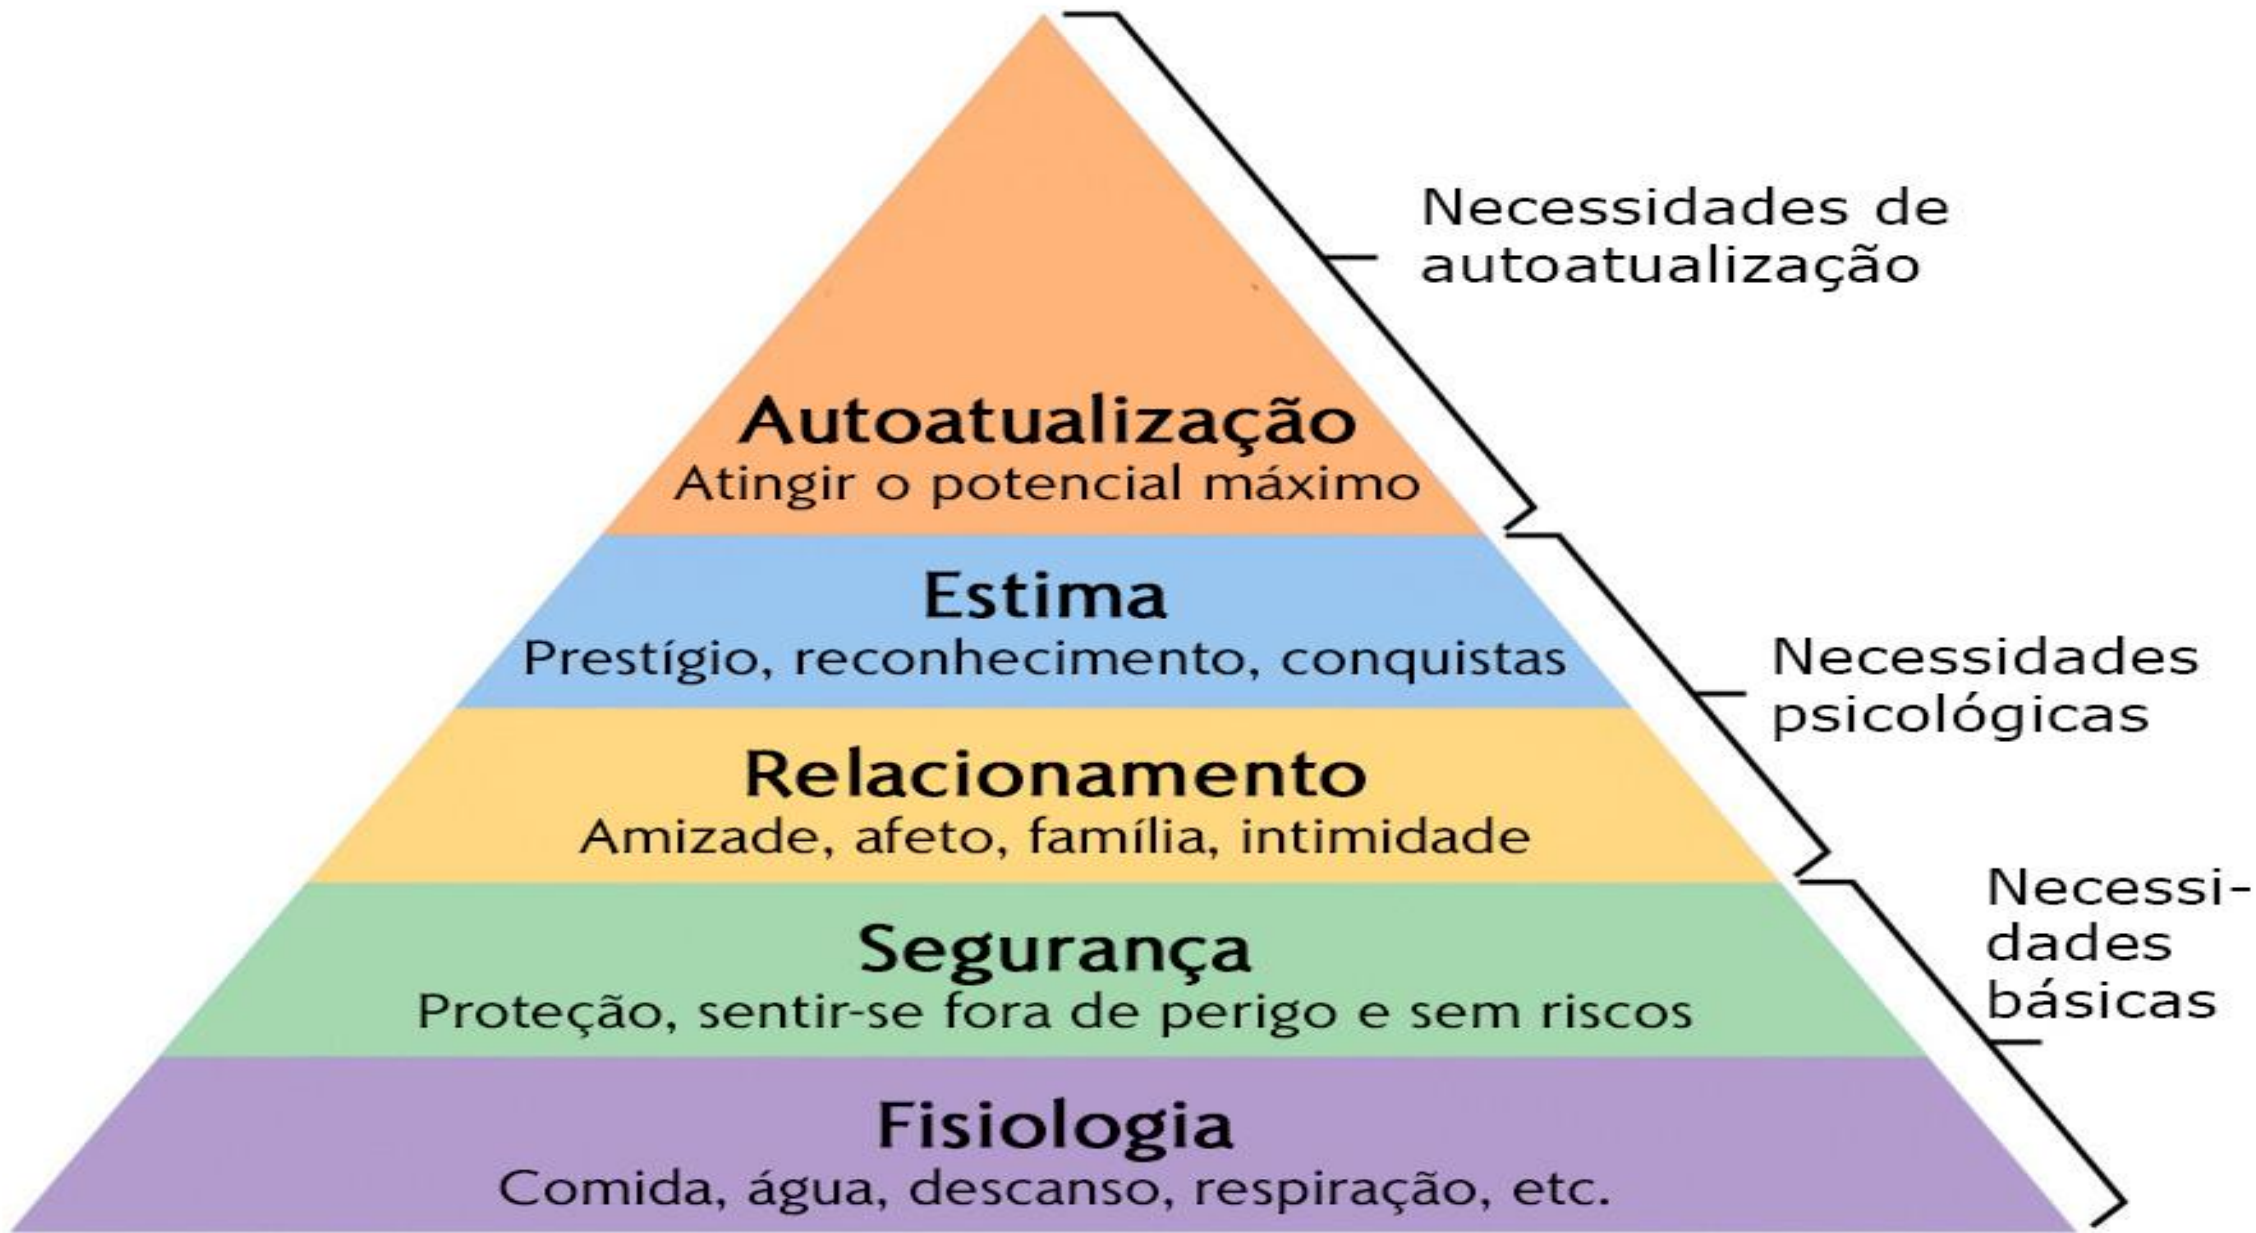 Necessidades de
autoatualização
Autoatualização
Atingir o potencial máximo
Estima
Prestígio, reconhecimento, conquistas
Necessidades
psicológicas
Relacionamento
Amizade, afeto, família, intimidade
Necessi-
dades
básicas
Segurança
Proteção, sentir-se fora de perigo e sem riscos
Fisiologia
Comida, água, descanso, respiração, etc.